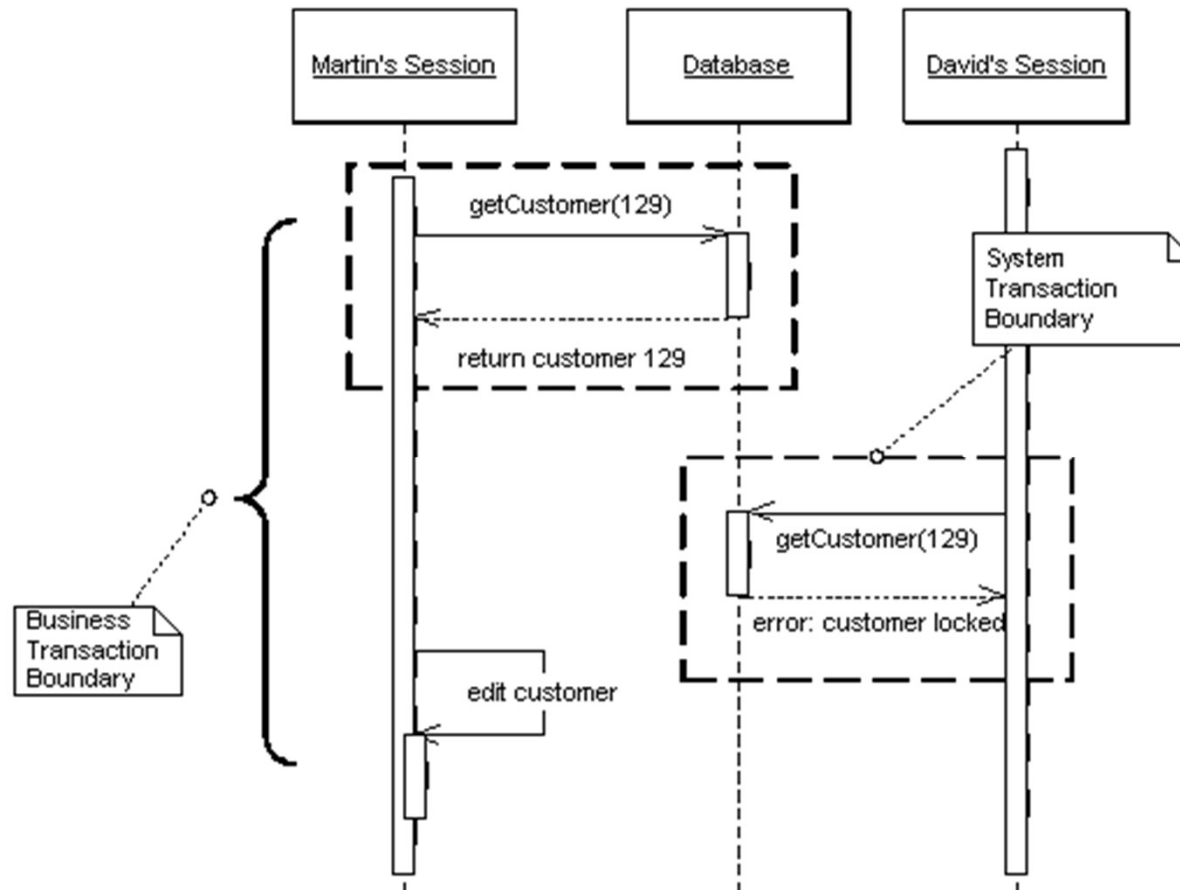 Martin's Session
Database
David's Session
getCustomer(129)
return customer 129
System
Transaction
Boundary
getCustomer(129)
error: customer locked
Business
Transaction
Boundary
edit customer